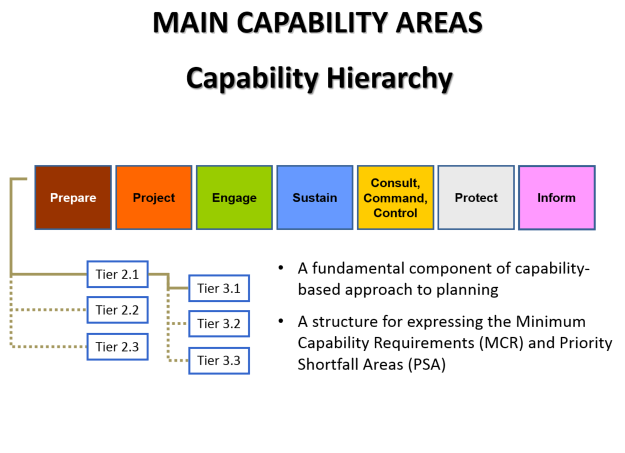 MAIN CAPABILITY AREAS
Capability Hierarchy
Prepare
Project
Engage
Sustain
Consult,
Command,
Control
Protect
Inform
Tier 2.1
Tier 2.2
Tier 2.3
Tier 3.1
Tier 3.2
Tier 3.3
• A fundamental component of capability-
based approach to planning
• A structure for expressing the Minimum
Capability Requirements (MCR) and Priority
Shortfall Areas (PSA)